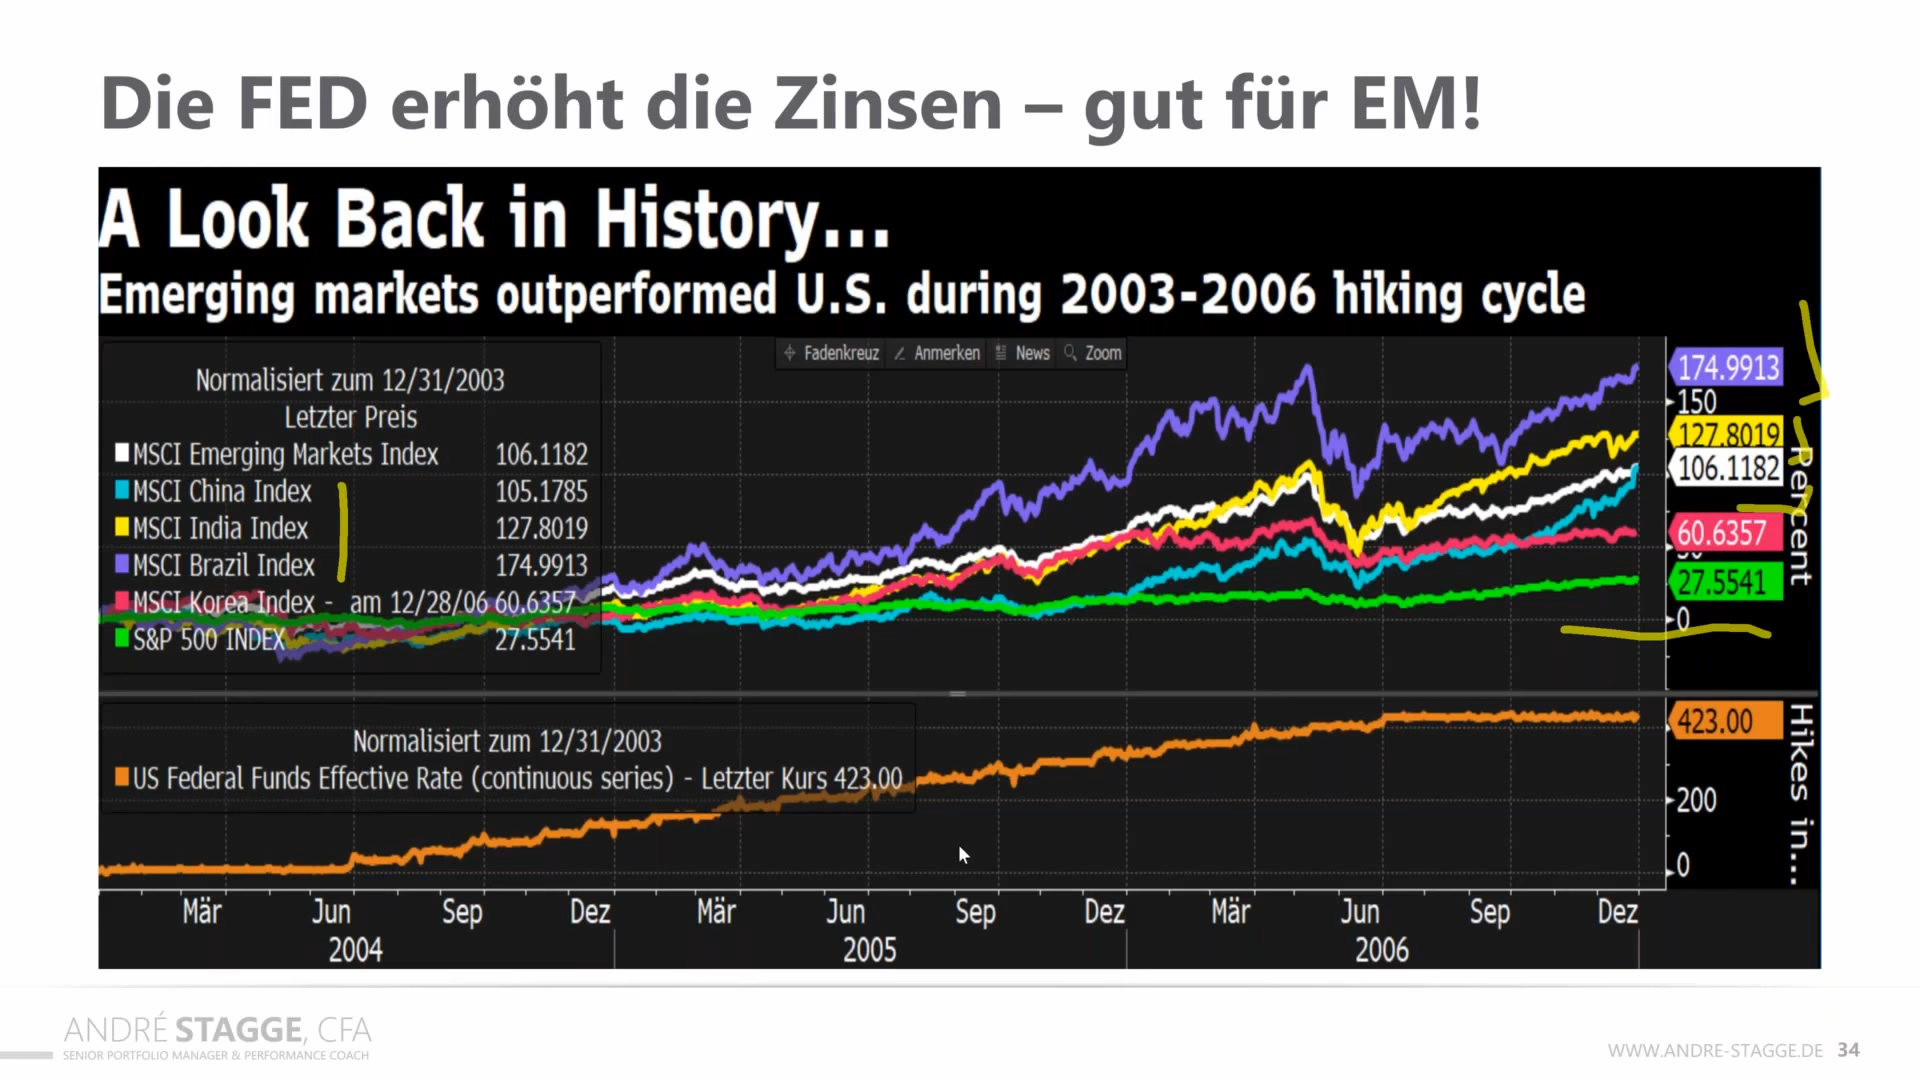 Die FED erhöht die Zinsen – gut für EM!
A Look Back in History...
Emerging markets outperformed U.S. during 2003-2006 hiking cycle
Fadenkreuz Anmerken News Zoom
Normalisiert zum 12/31/2003
Letzter Preis
MSCI Emerging Markets Index 106.1182
MSCI China Index 105.1785
MSCI India Index 127.8019
MSCI Brazil Index 174.9913
MSCI Korea Index - am 12/28/06 60.6357
S&P 500 INDEX 27.5541
174.9913
150
127.8019
106.1182
60.6357
50
27.5541
0
Percent
Normalisiert zum 12/31/2003
US Federal Funds Effective Rate (continuous series) - Letzter Kurs 423.00
423.00
200
0
Hikes in...
Mär Jun Sep Dez Mär Jun Sep Dez Mär Jun Sep Dez
2004 2005 2006
ANDRÉ STAGGE, CFA
SENIOR PORTFOLIO MANAGER & PERFORMANCE COACH
WWW.ANDRE-STAGGE.DE 34